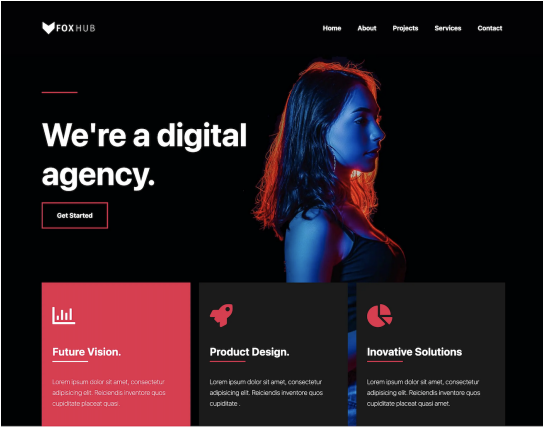 FOXHUB
Home About Projects Services Contact
We're a digital
agency.
Get Started
Future Vision.
Lorem ipsum dolor sit amet, consectetur
adipisicing elit. Reiciendis inventore quos
cupiditate placeat quas .
Product Design.
Lorem ipsum dolor sit amet, consectetur
adipisicing elit. Reiciendis inventore quos
cupiditate .
Inovative Solutions
Lorem ipsum dolor sit amet, consectetur
adipisicing elit. Reiciendis inventore quos
cupiditate placeat quasi amet.